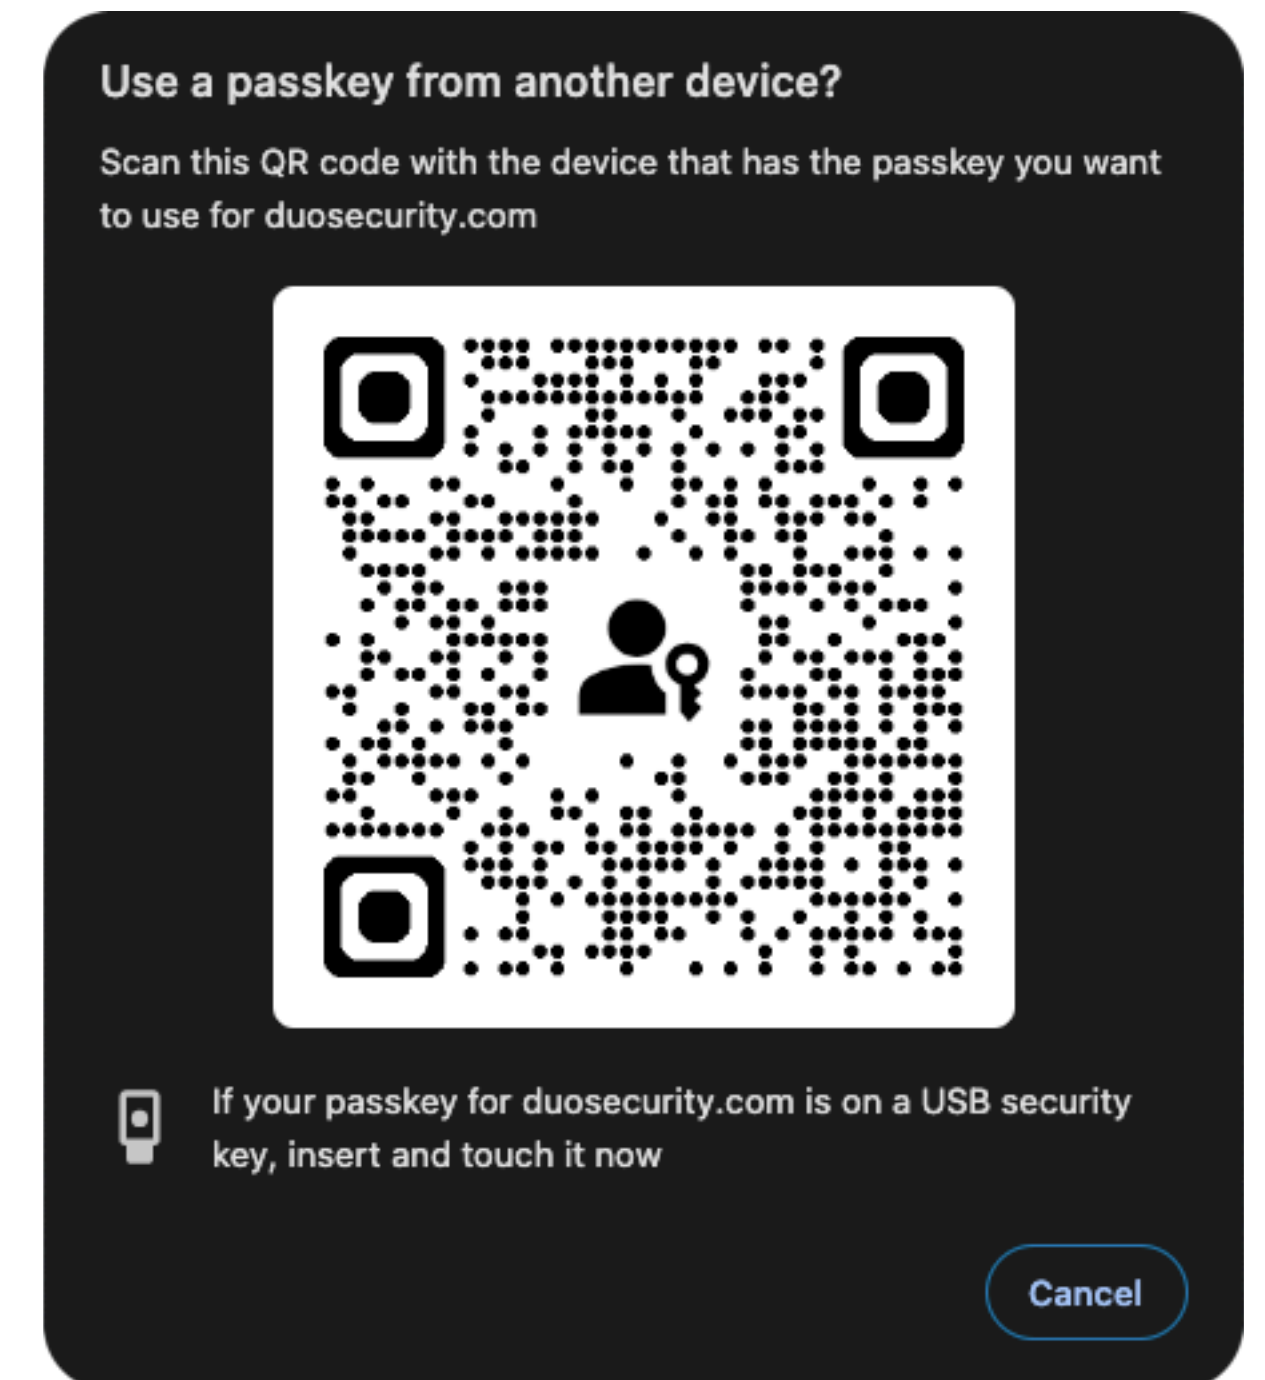 Use a passkey from another device?
Scan this QR code with the device that has the passkey you want
to use for duosecurity.com
If your passkey for duosecurity.com is on a USB security
key, insert and touch it now
Cancel